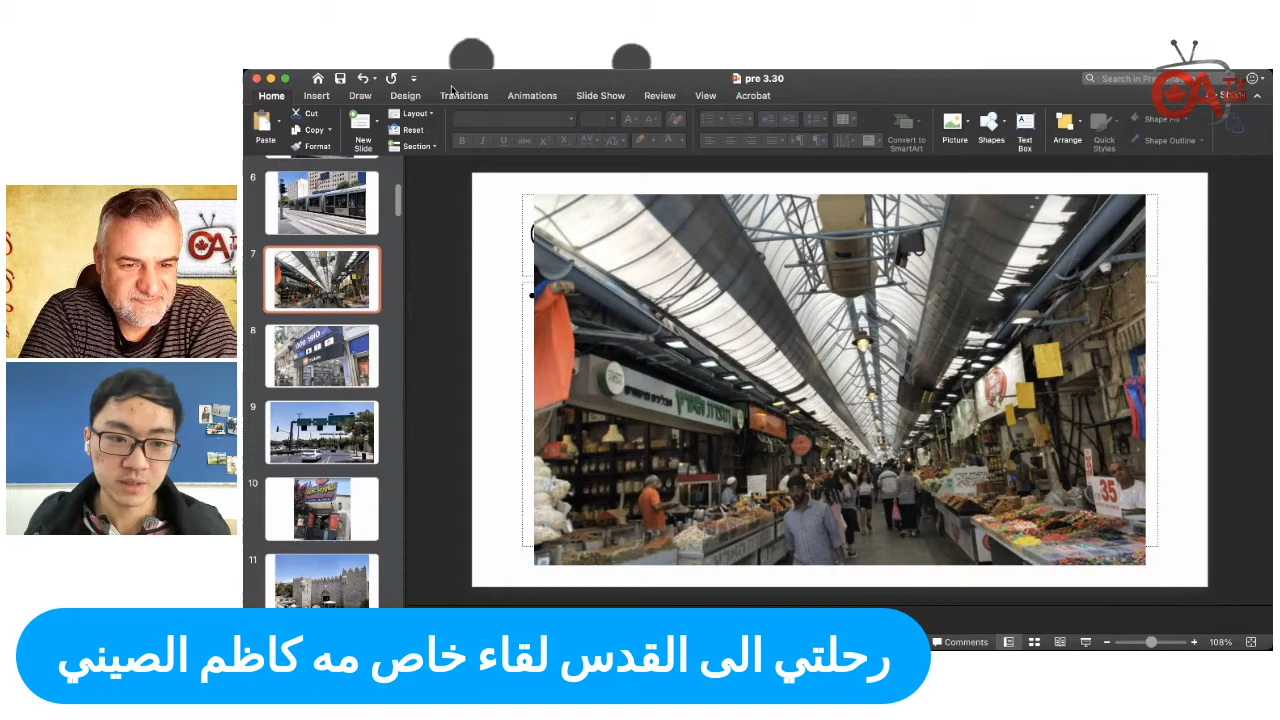 pre 3.30
Search in Presentation
Home Insert Draw Design Transitions Animations Slide Show Review View Acrobat
Share
Paste
Cut
Copy
Format
New Slide
Layout
Reset
Section
Convert to SmartArt
Picture
Shapes
Text Box
Arrange
Quick Styles
Shape Fill
Shape Outline
6
7
8
9
10
11
35
OA TV
Comments
108%
رحلتي الى القدس لقاء خاص مه كاظم الصيني